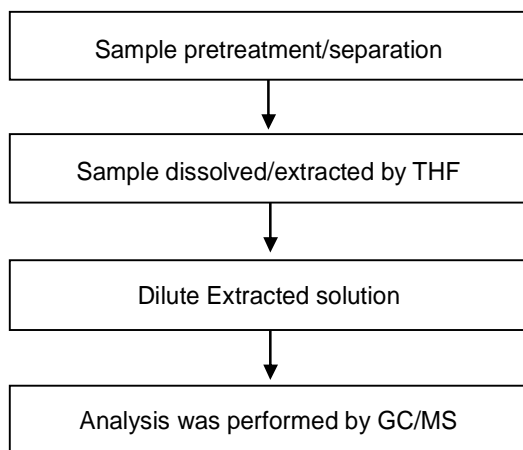 Sample pretreatment/separation
Sample dissolved/extracted by THF
Dilute Extracted solution
Analysis was performed by GC/MS